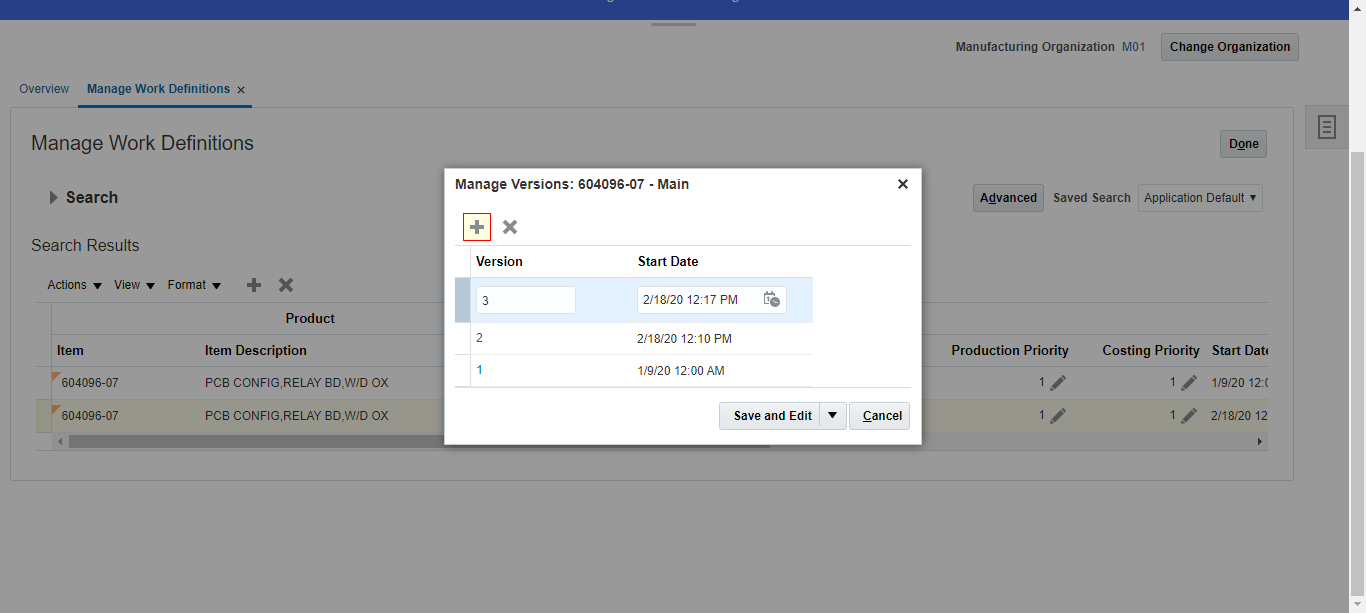 Manufacturing Organization M01 Change Organization
Overview Manage Work Definitions
Manage Work Definitions
Done
Search
Advanced Saved Search Application Default
Search Results
Actions View Format
Product
Item Item Description Production Priority Costing Priority Start Date
604096-07 PCB CONFIG,RELAY BD,W/D OX 1 1 1/9/20 12:0
604096-07 PCB CONFIG,RELAY BD,W/D OX 1 1 2/18/20 12
Manage Versions: 604096-07 - Main
Version Start Date
3 2/18/20 12:17 PM
2 2/18/20 12:10 PM
1 1/9/20 12:00 AM
Save and Edit Cancel